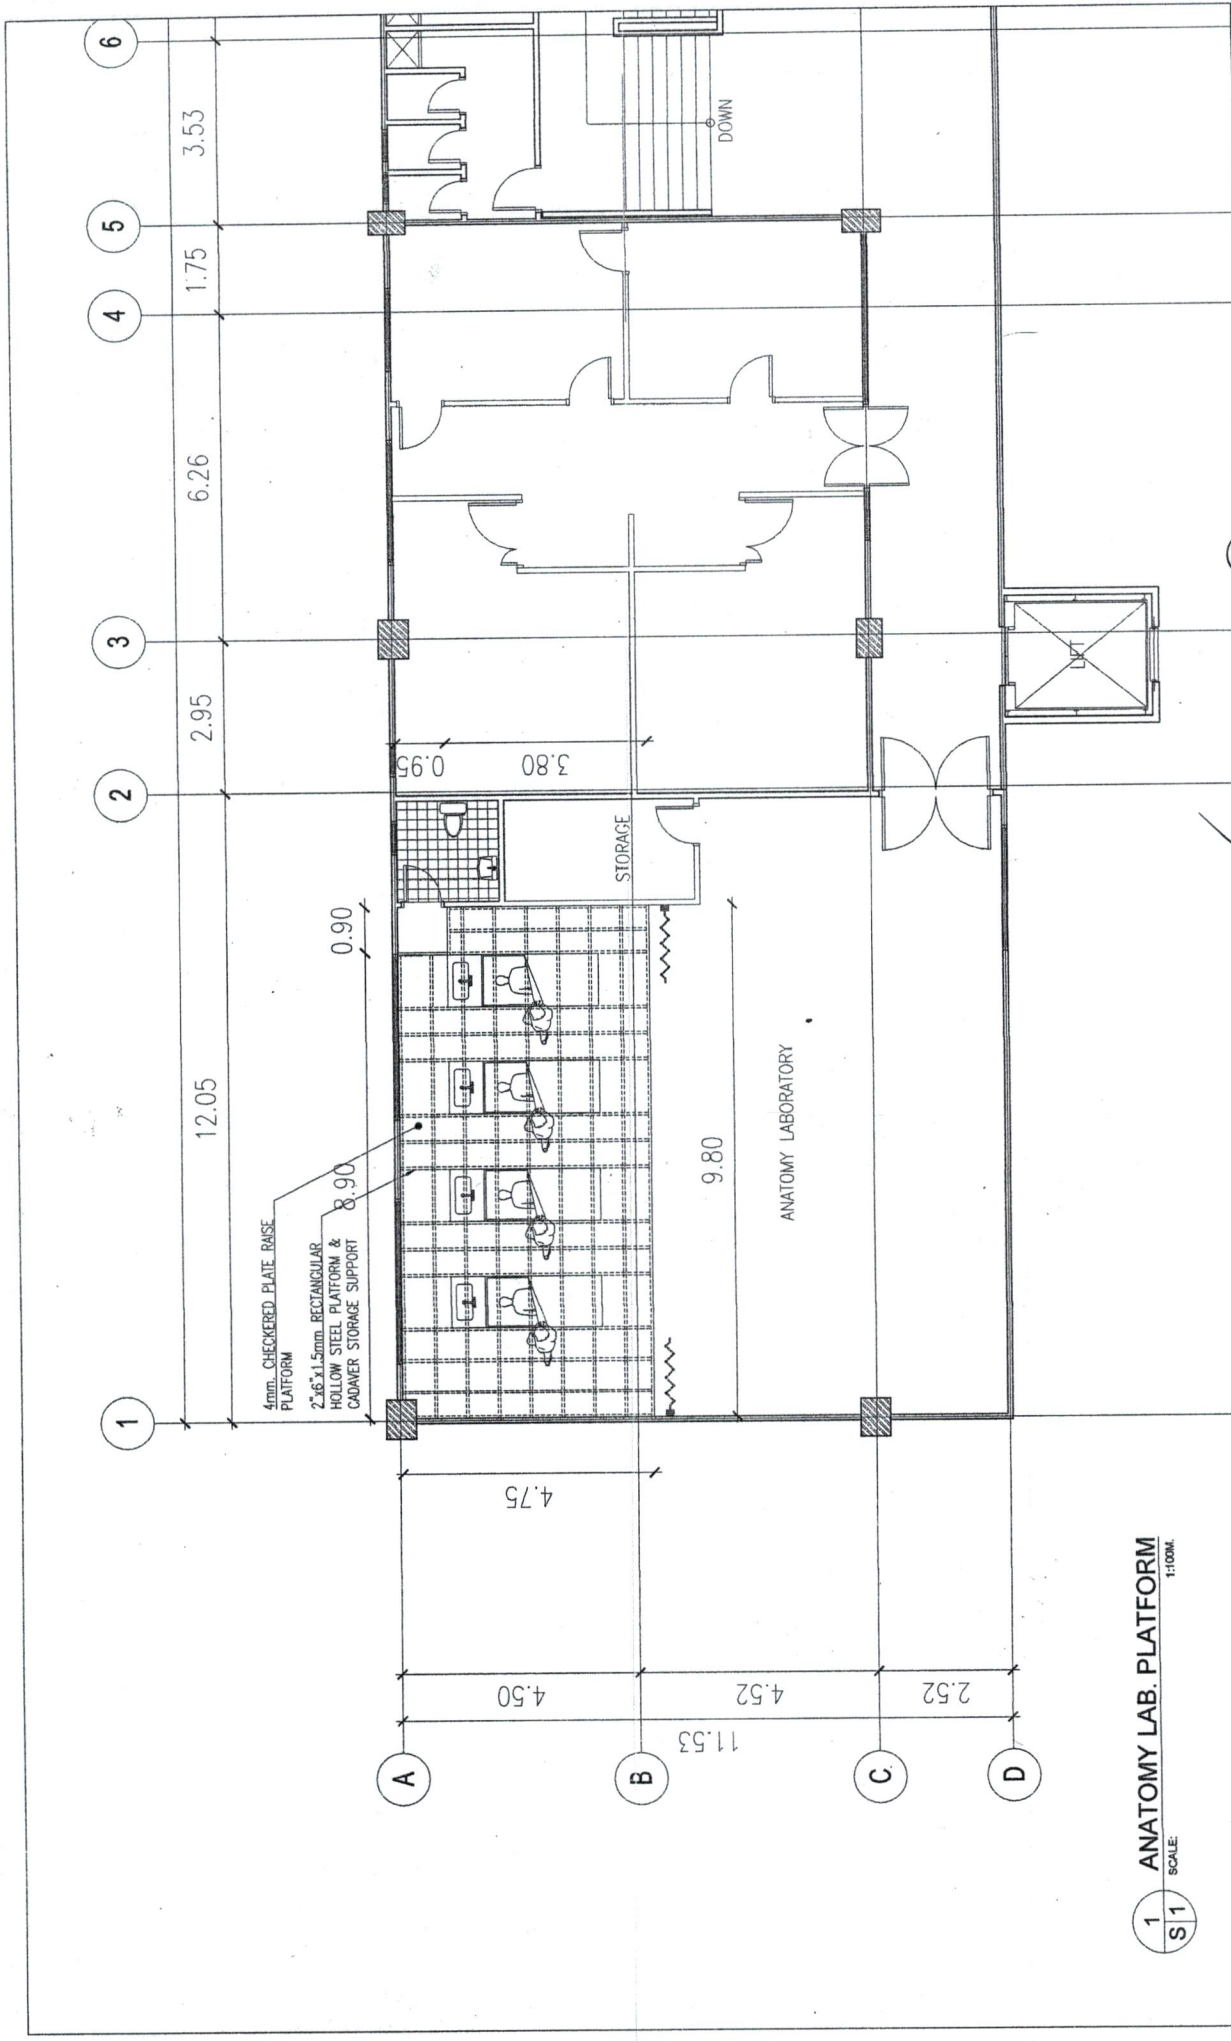 1
2
3
4
5
6
12.05
2.95
6.26
1.75
3.53
4mm. CHECKERED PLATE RAISE
PLATFORM
2"x6"x1.5mm RECTANGULAR
HOLLOW STEEL PLATFORM &
CADAVER STORAGE SUPPORT
8.90
0.90
0.95
3.80
STORAGE
9.80
ANATOMY LABORATORY
LIFT
DOWN
4.75
4.50
4.52
2.52
11.53
A
B
C
D
1
S 1
ANATOMY LAB. PLATFORM
SCALE:
1:100M.